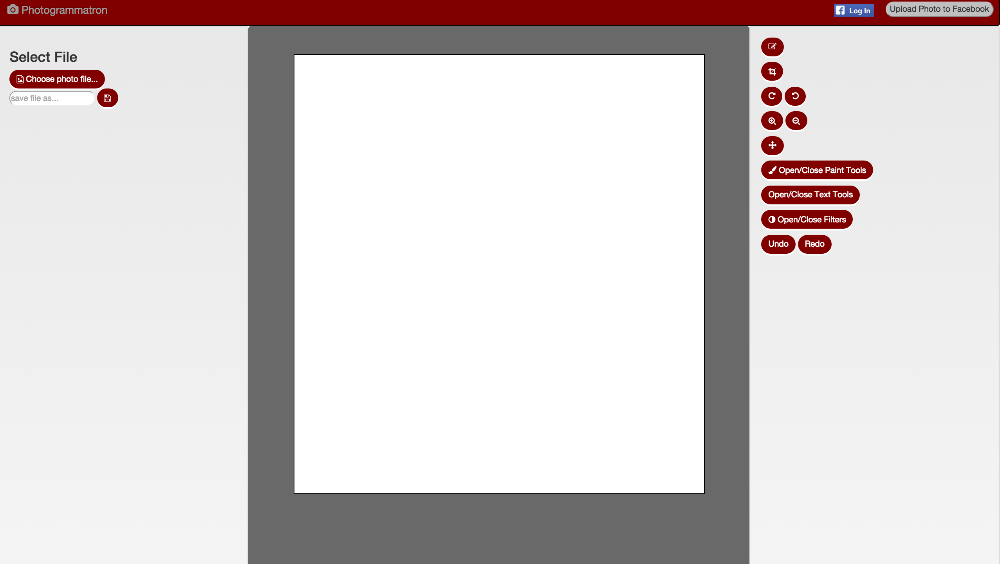 Photogrammatron
Log In
Upload Photo to Facebook
Select File
Choose photo file...
save file as...
Open/Close Paint Tools
Open/Close Text Tools
Open/Close Filters
Undo Redo